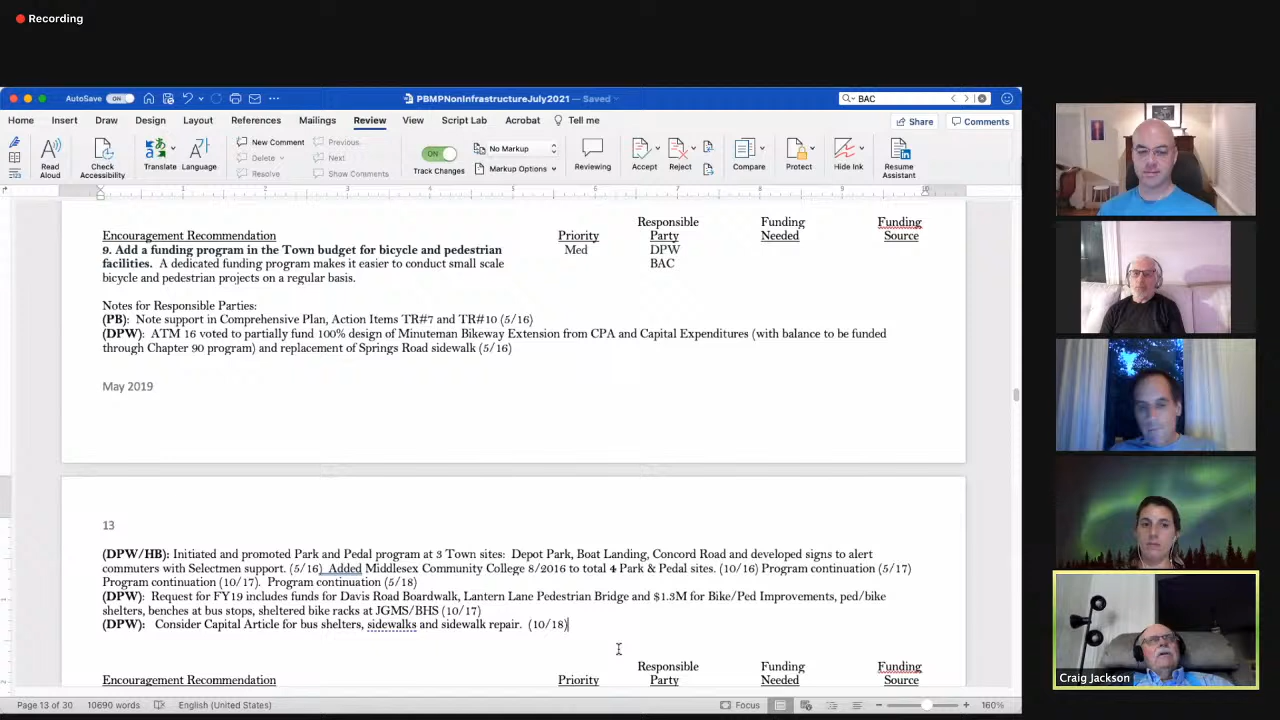 Recording
AutoSave ON PBMPNonInfrastructureJuly2021 — Saved BAC
Home Insert Draw Design Layout References Mailings Review View Script Lab Acrobat Tell me Share Comments
Read Aloud
Check Accessibility
Translate
Language
New Comment
Delete
Resolve
Previous
Next
Show Comments
ON
Track Changes
No Markup
Markup Options
Reviewing
Accept
Reject
Compare
Protect
Hide Ink
Resume Assistant
1 2 3 4 5 6 7 8 9
Responsible Funding Funding
Encouragement Recommendation Priority Party Needed Source
9. Add a funding program in the Town budget for bicycle and pedestrian Med DPW
facilities. A dedicated funding program makes it easier to conduct small scale BAC
bicycle and pedestrian projects on a regular basis.
Notes for Responsible Parties:
(PB): Note support in Comprehensive Plan, Action Items TR#7 and TR#10 (5/16)
(DPW): ATM 16 voted to partially fund 100% design of Minuteman Bikeway Extension from CPA and Capital Expenditures (with balance to be funded
through Chapter 90 program) and replacement of Springs Road sidewalk (5/16)
May 2019
13
(DPW/HB): Initiated and promoted Park and Pedal program at 3 Town sites: Depot Park, Boat Landing, Concord Road and developed signs to alert
commuters with Selectmen support. (5/16) Added Middlesex Community College 8/2016 to total 4 Park & Pedal sites. (10/16) Program continuation (5/17)
Program continuation (10/17). Program continuation (5/18)
(DPW): Request for FY19 includes funds for Davis Road Boardwalk, Lantern Lane Pedestrian Bridge and $1.3M for Bike/Ped Improvements, ped/bike
shelters, benches at bus stops, sheltered bike racks at JGMS/BHS (10/17)
(DPW): Consider Capital Article for bus shelters, sidewalks and sidewalk repair. (10/18)
Responsible Funding Funding
Encouragement Recommendation Priority Party Needed Source
Page 13 of 30 10690 words English (United States) Focus 160%
Craig Jackson